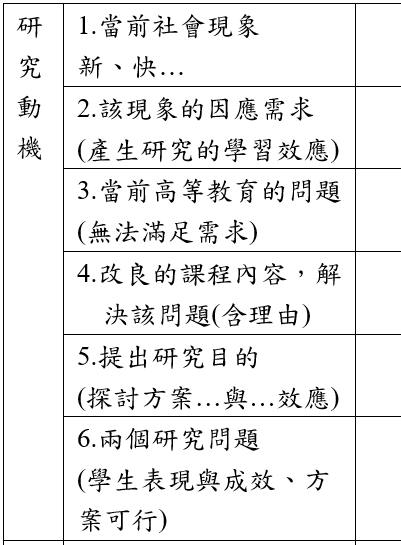 研究動機
1.當前社會現象
新、快…
2.該現象的因應需求
(產生研究的學習效應)
3.當前高等教育的問題
(無法滿足需求)
4.改良的課程內容，解
決該問題(含理由)
5.提出研究目的
(探討方案…與…效應)
6.兩個研究問題
(學生表現與成效、方
案可行)